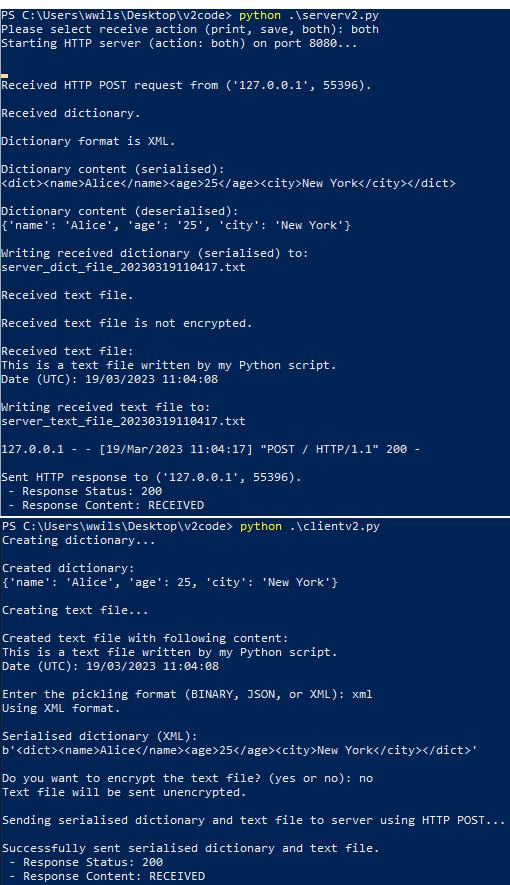 PS C:\Users\wwils\Desktop\v2code> python .\serverv2.py
Please select receive action (print, save, both): both
Starting HTTP server (action: both) on port 8080...
Received HTTP POST request from ('127.0.0.1', 55396).
Received dictionary.
Dictionary format is XML.
Dictionary content (serialised):
<dict><name>Alice</name><age>25</age><city>New York</city></dict>
Dictionary content (deserialised):
{'name': 'Alice', 'age': '25', 'city': 'New York'}
Writing received dictionary (serialised) to:
server_dict_file_20230319110417.txt
Received text file.
Received text file is not encrypted.
Received text file:
This is a text file written by my Python script.
Date (UTC): 19/03/2023 11:04:08
Writing received text file to:
server_text_file_20230319110417.txt
127.0.0.1 - - [19/Mar/2023 11:04:17] "POST / HTTP/1.1" 200 -
Sent HTTP response to ('127.0.0.1', 55396).
- Response Status: 200
- Response Content: RECEIVED
PS C:\Users\wwils\Desktop\v2code> python .\clientv2.py
Creating dictionary...
Created dictionary:
{'name': 'Alice', 'age': 25, 'city': 'New York'}
Creating text file...
Created text file with following content:
This is a text file written by my Python script.
Date (UTC): 19/03/2023 11:04:08
Enter the pickling format (BINARY, JSON, or XML): xml
Using XML format.
Serialised dictionary (XML):
b'<dict><name>Alice</name><age>25</age><city>New York</city></dict>'
Do you want to encrypt the text file? (yes or no): no
Text file will be sent unencrypted.
Sending serialised dictionary and text file to server using HTTP POST...
Successfully sent serialised dictionary and text file.
- Response Status: 200
- Response Content: RECEIVED